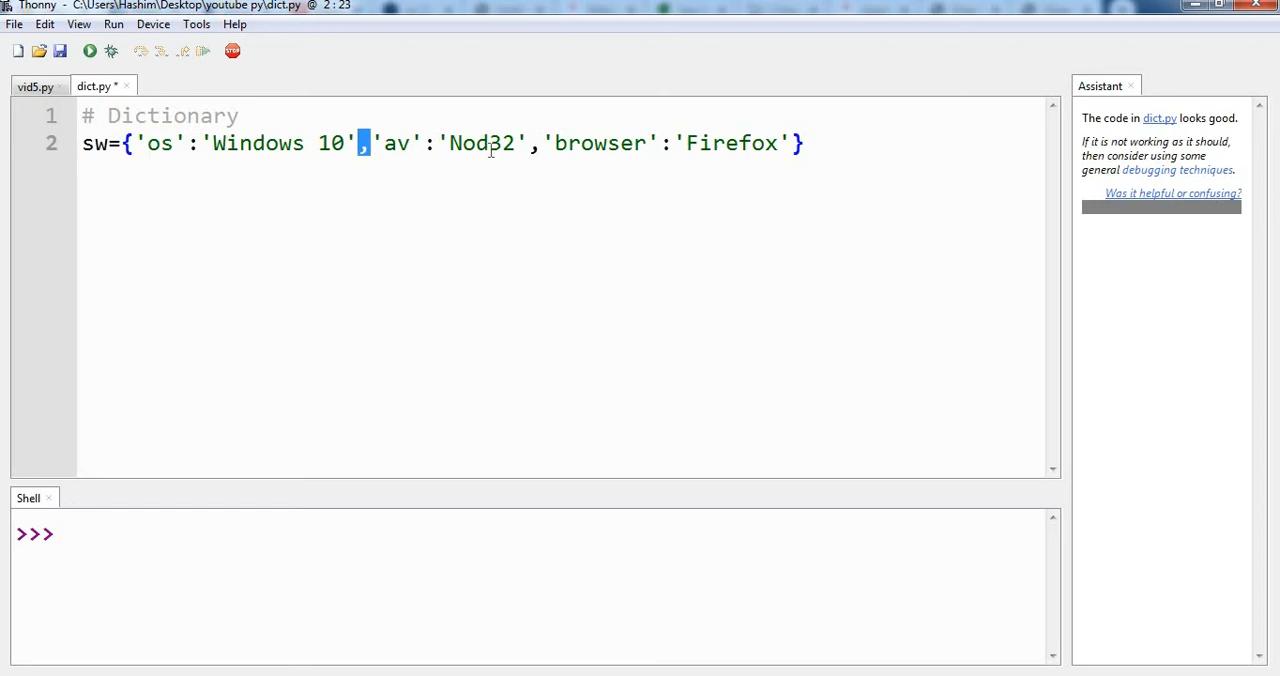 Thonny - C:\Users\Hashim\Desktop\youtube py\dict.py @ 2 : 23
File Edit View Run Device Tools Help
STOP
vid5.py × dict.py * ×
1 # Dictionary
2 sw={'os':'Windows 10','av':'Nod32','browser':'Firefox'}
Assistant ×
The code in dict.py looks good.
If it is not working as it should,
then consider using some
general debugging techniques.
Was it helpful or confusing?
Shell ×
>>>